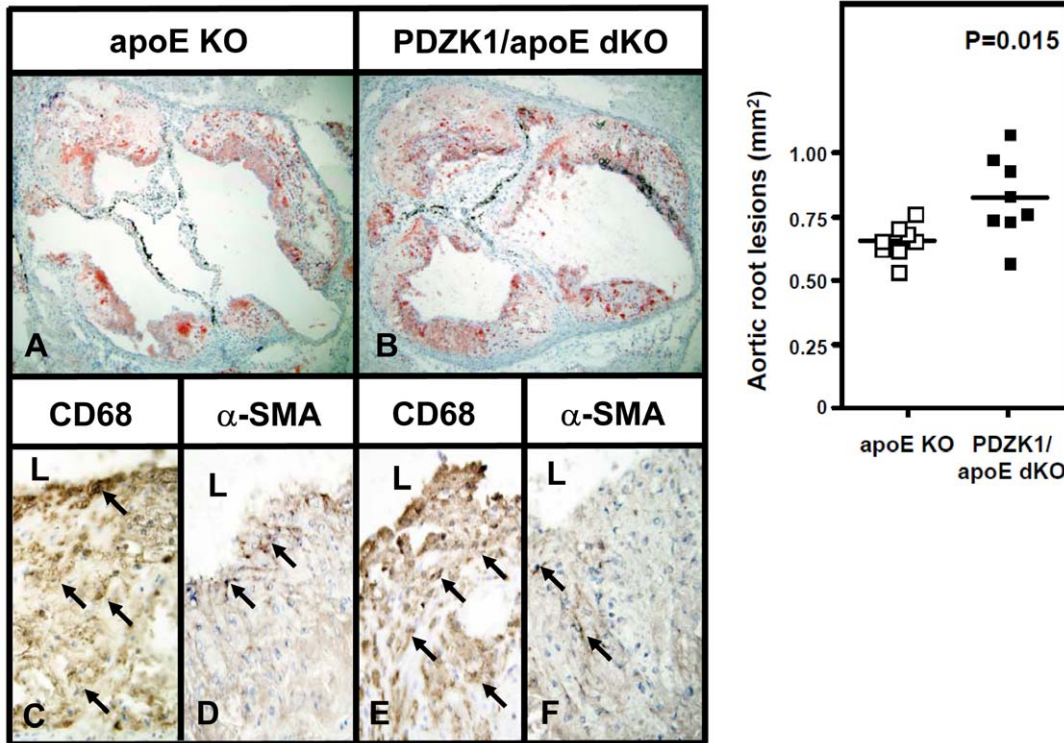 apoE KO
PDZK1/apoE dKO
A
B
CD68
α-SMA
CD68
α-SMA
L
L
L
L
C
D
E
F
P=0.015
Aortic root lesions (mm²)
1.00
0.75
0.50
0.25
0
apoE KO
PDZK1/
apoE dKO